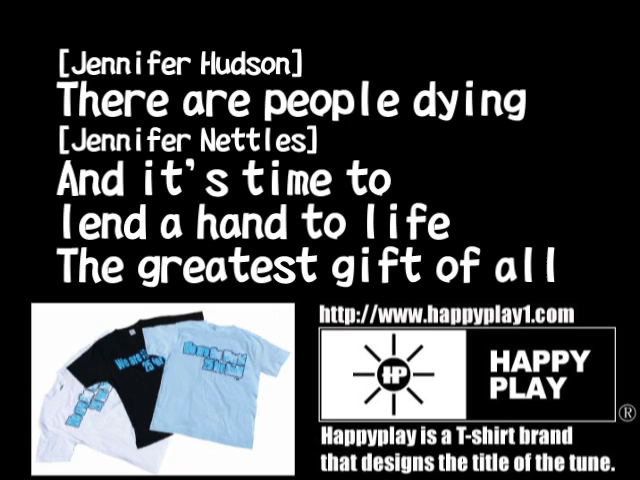 [Jennifer Hudson]
There are people dying
[Jennifer Nettles]
And it's time to
lend a hand to life
The greatest gift of all
http://www.happyplay1.com
HP
HAPPY
PLAY
®
Happyplay is a T-shirt brand
that designs the title of the tune.